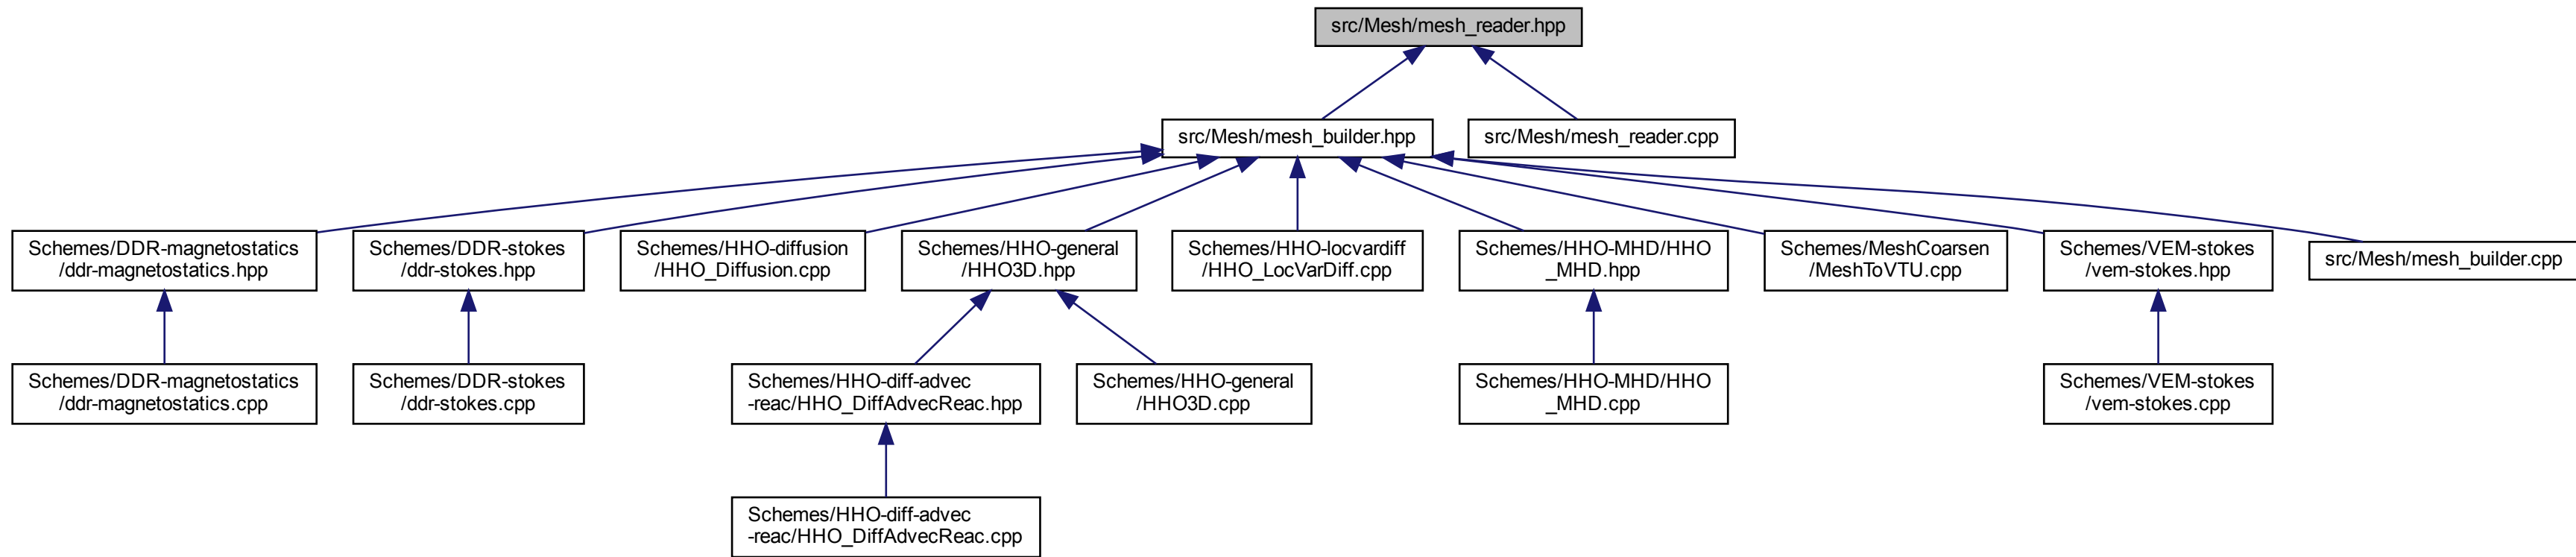 src/Mesh/mesh_reader.hpp
src/Mesh/mesh_builder.hpp
src/Mesh/mesh_reader.cpp
Schemes/DDR-magnetostatics
/ddr-magnetostatics.hpp
Schemes/DDR-stokes
/ddr-stokes.hpp
Schemes/HHO-diffusion
/HHO_Diffusion.cpp
Schemes/HHO-general
/HHO3D.hpp
Schemes/HHO-locvardiff
/HHO_LocVarDiff.cpp
Schemes/HHO-MHD/HHO
_MHD.hpp
Schemes/MeshCoarsen
/MeshToVTU.cpp
Schemes/VEM-stokes
/vem-stokes.hpp
src/Mesh/mesh_builder.cpp
Schemes/DDR-magnetostatics
/ddr-magnetostatics.cpp
Schemes/DDR-stokes
/ddr-stokes.cpp
Schemes/HHO-diff-advec
-reac/HHO_DiffAdvecReac.hpp
Schemes/HHO-general
/HHO3D.cpp
Schemes/HHO-MHD/HHO
_MHD.cpp
Schemes/VEM-stokes
/vem-stokes.cpp
Schemes/HHO-diff-advec
-reac/HHO_DiffAdvecReac.cpp